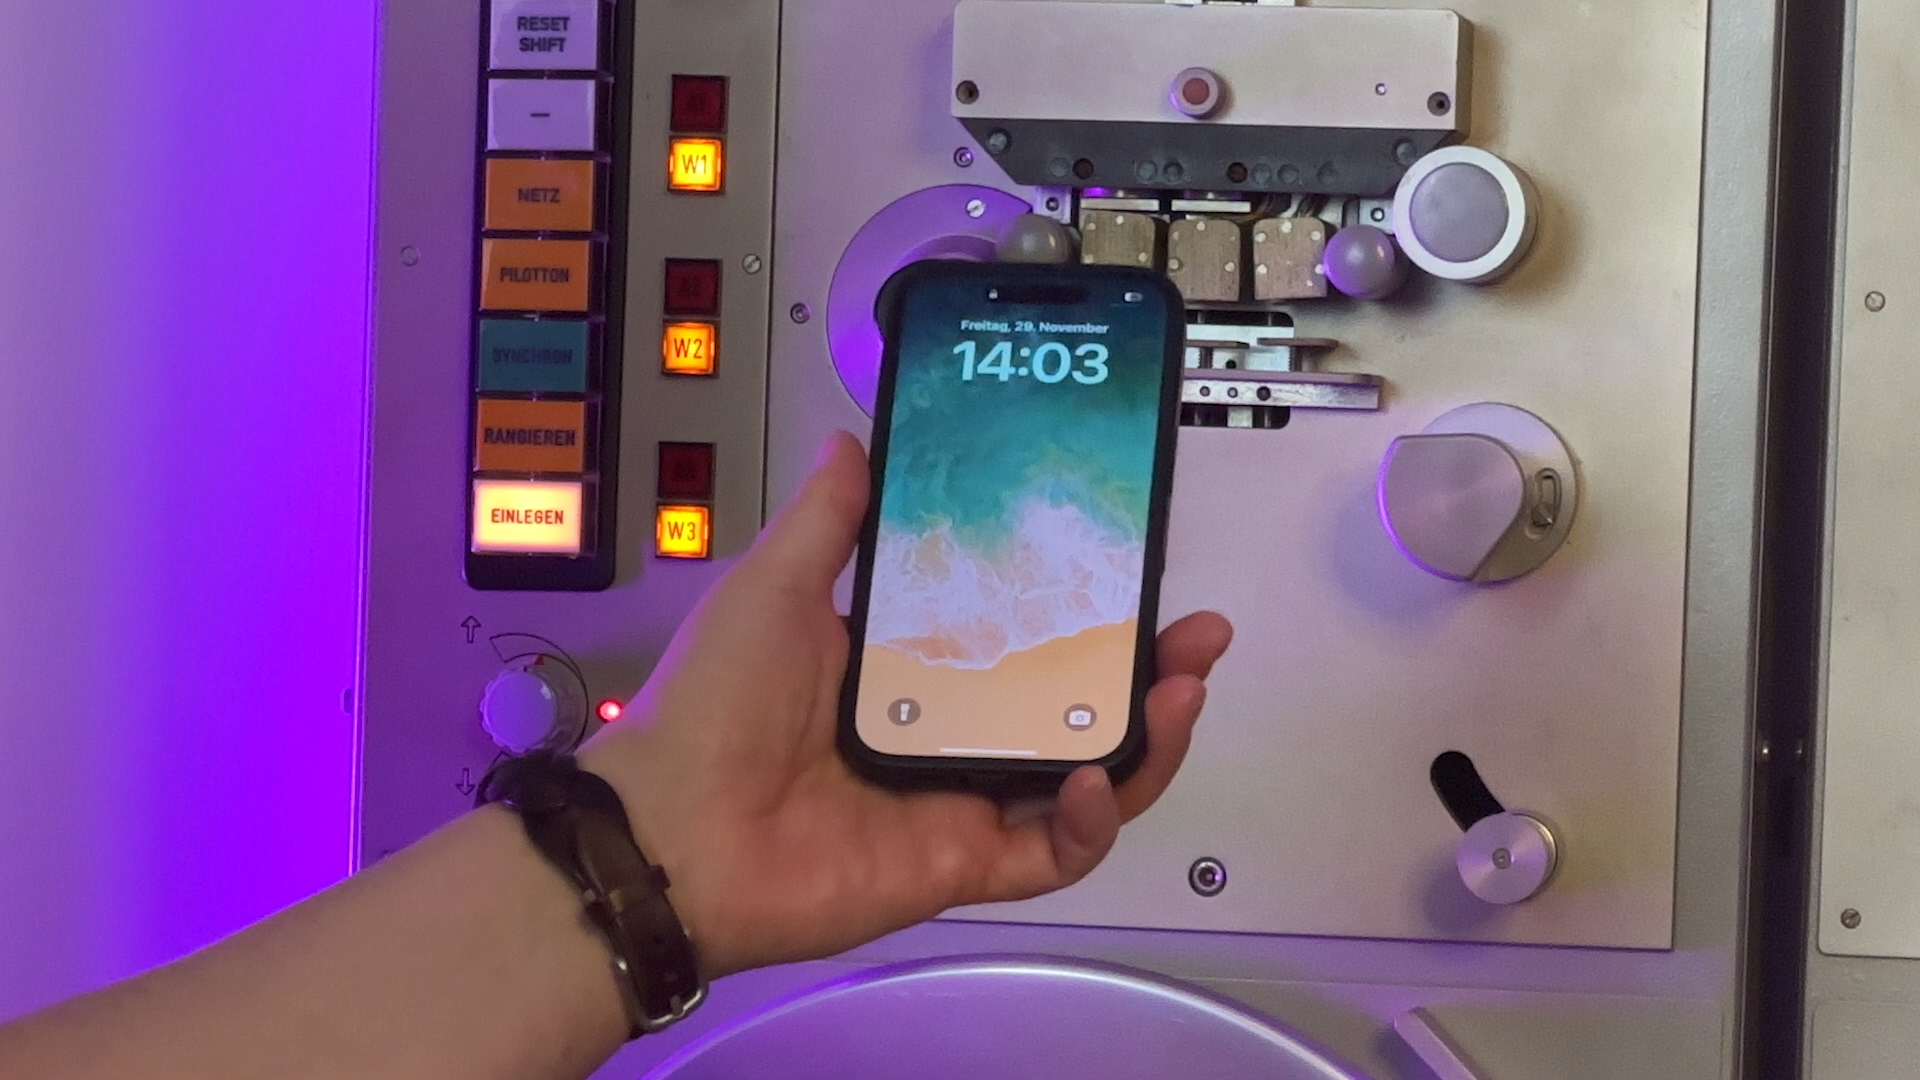 RESET
SHIFT
—
NETZ
PILOTTON
SYNCHRON
RANGIEREN
EINLEGEN
W1
W2
W3
Freitag, 29. November
14:03